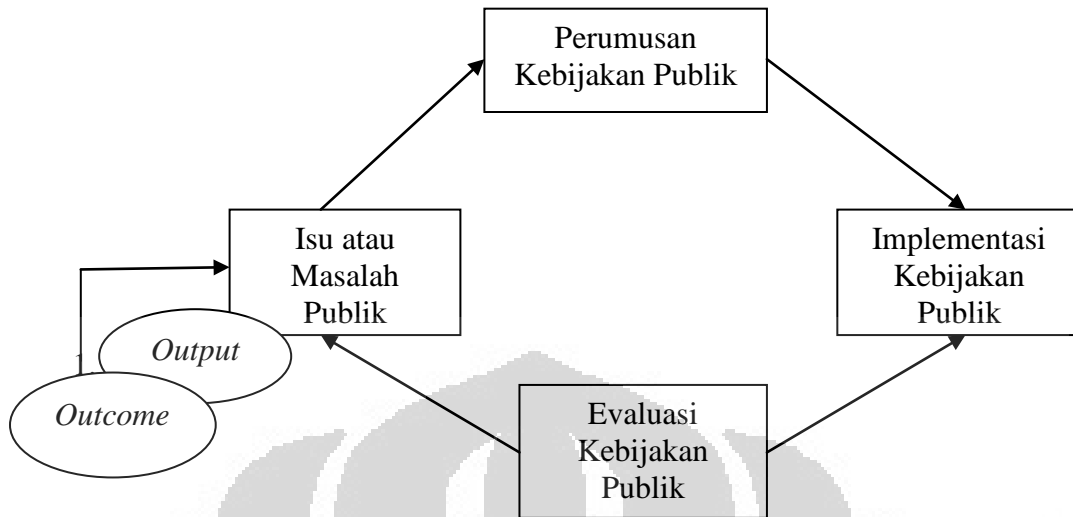 Perumusan
Kebijakan Publik
Isu atau
Masalah
Publik
Implementasi
Kebijakan
Publik
Output
Outcome
Evaluasi
Kebijakan
Publik